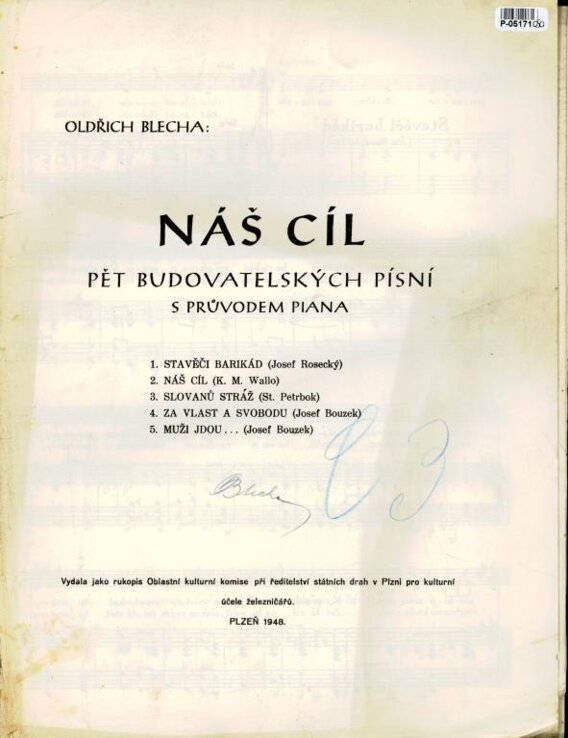 P-05171
OLDŘICH BLECHA:
NÁŠ CÍL
PĚT BUDOVATELSKÝCH PÍSNÍ
S PRŮVODEM PIANA
1. STAVĚČI BARIKÁD (Josef Rosecký)
2. NÁŠ CÍL (K. M. Wallo)
3. SLOVANŮ STRÁŽ (St. Petrbok)
4. ZA VLAST A SVOBODU (Josef Bouzek)
5. MUŽI JDOU... (Josef Bouzek)
Blecha
Vydala jako rukopis Oblastní kulturní komise při ředitelství státních drah v Plzni pro kulturní
účele železničářů.
PLZEŇ 1948.